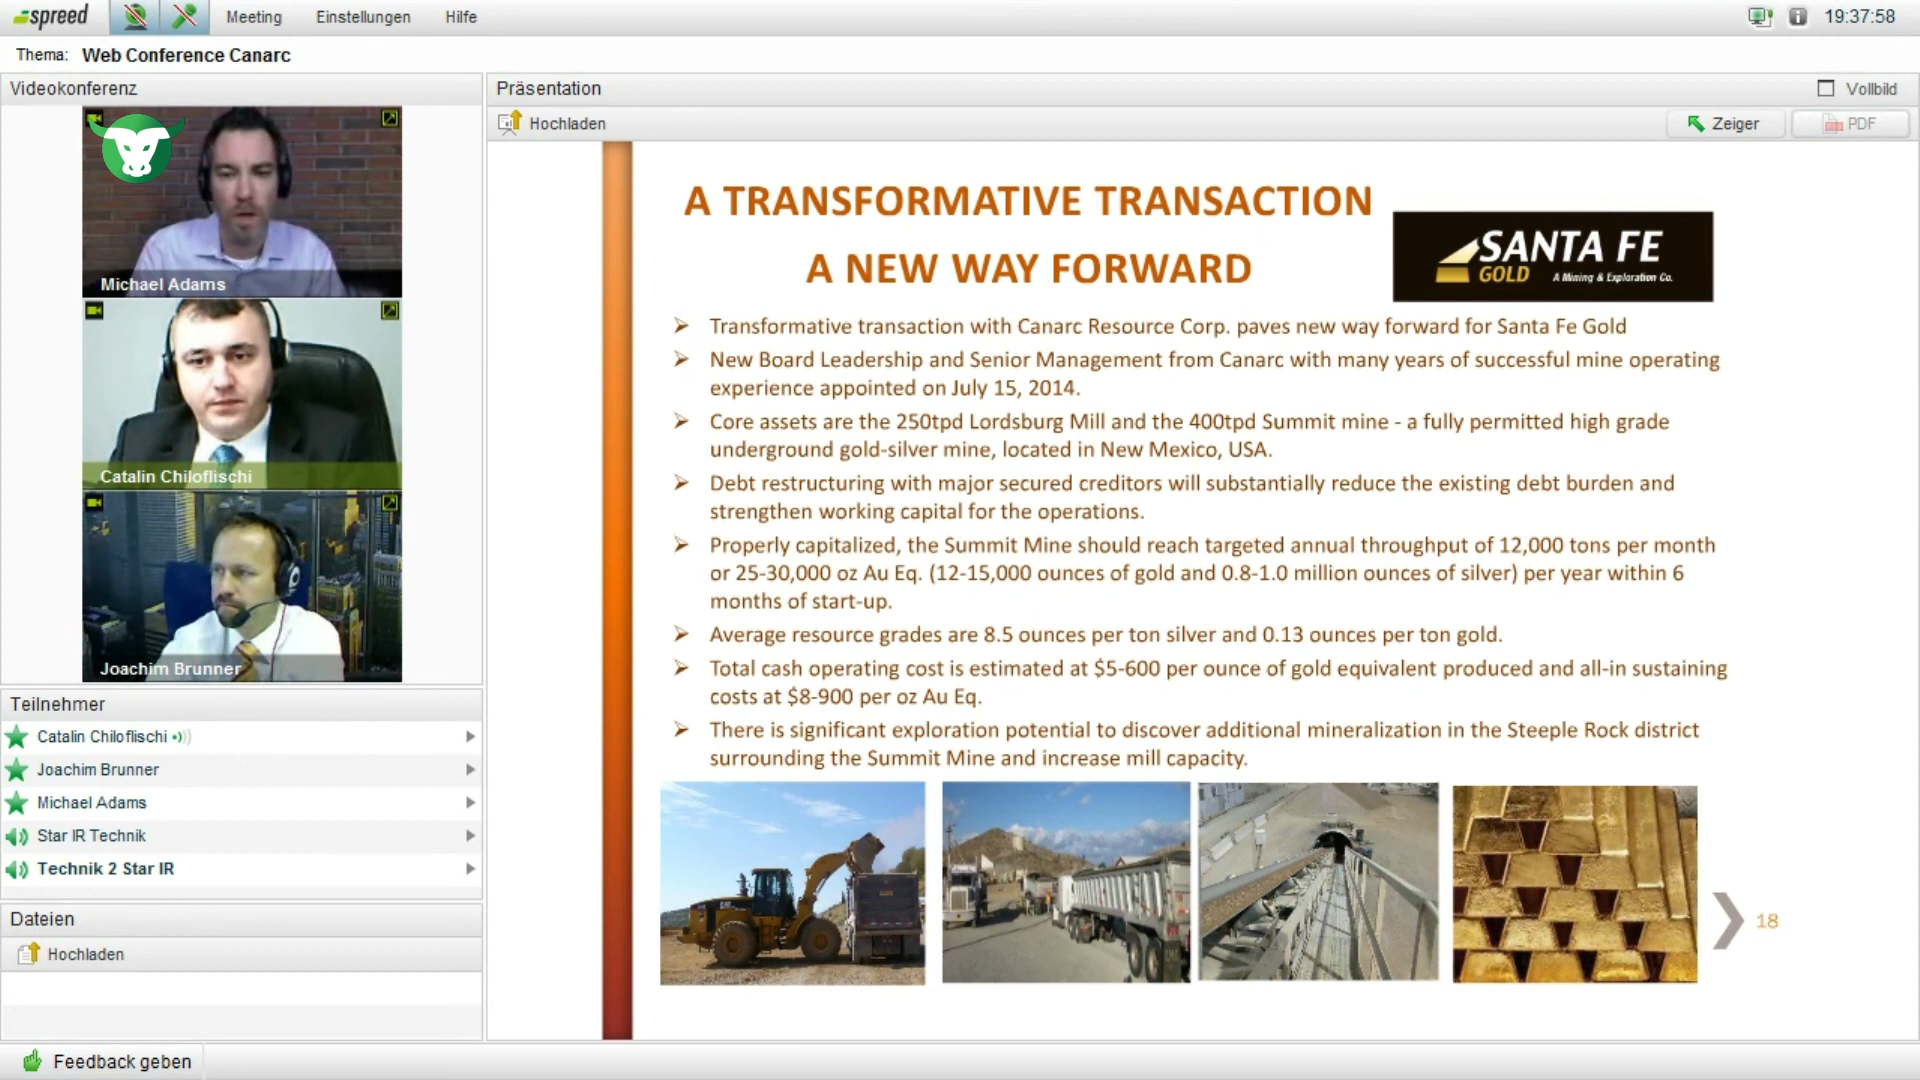 spreed
Meeting
Einstellungen
Hilfe
19:37:58
Thema: Web Conference Canarc
Videokonferenz
Michael Adams
Catalin Chiloflischi
Joachim Brunner
Teilnehmer
Catalin Chiloflischi
Joachim Brunner
Michael Adams
Star IR Technik
Technik 2 Star IR
Dateien
Hochladen
Feedback geben
Präsentation
Vollbild
Hochladen
Zeiger
PDF
A TRANSFORMATIVE TRANSACTION
A NEW WAY FORWARD
SANTA FE
GOLD A Mining & Exploration Co.
Transformative transaction with Canarc Resource Corp. paves new way forward for Santa Fe Gold
New Board Leadership and Senior Management from Canarc with many years of successful mine operating
experience appointed on July 15, 2014.
Core assets are the 250tpd Lordsburg Mill and the 400tpd Summit mine - a fully permitted high grade
underground gold-silver mine, located in New Mexico, USA.
Debt restructuring with major secured creditors will substantially reduce the existing debt burden and
strengthen working capital for the operations.
Properly capitalized, the Summit Mine should reach targeted annual throughput of 12,000 tons per month
or 25-30,000 oz Au Eq. (12-15,000 ounces of gold and 0.8-1.0 million ounces of silver) per year within 6
months of start-up.
Average resource grades are 8.5 ounces per ton silver and 0.13 ounces per ton gold.
Total cash operating cost is estimated at $5-600 per ounce of gold equivalent produced and all-in sustaining
costs at $8-900 per oz Au Eq.
There is significant exploration potential to discover additional mineralization in the Steeple Rock district
surrounding the Summit Mine and increase mill capacity.
18